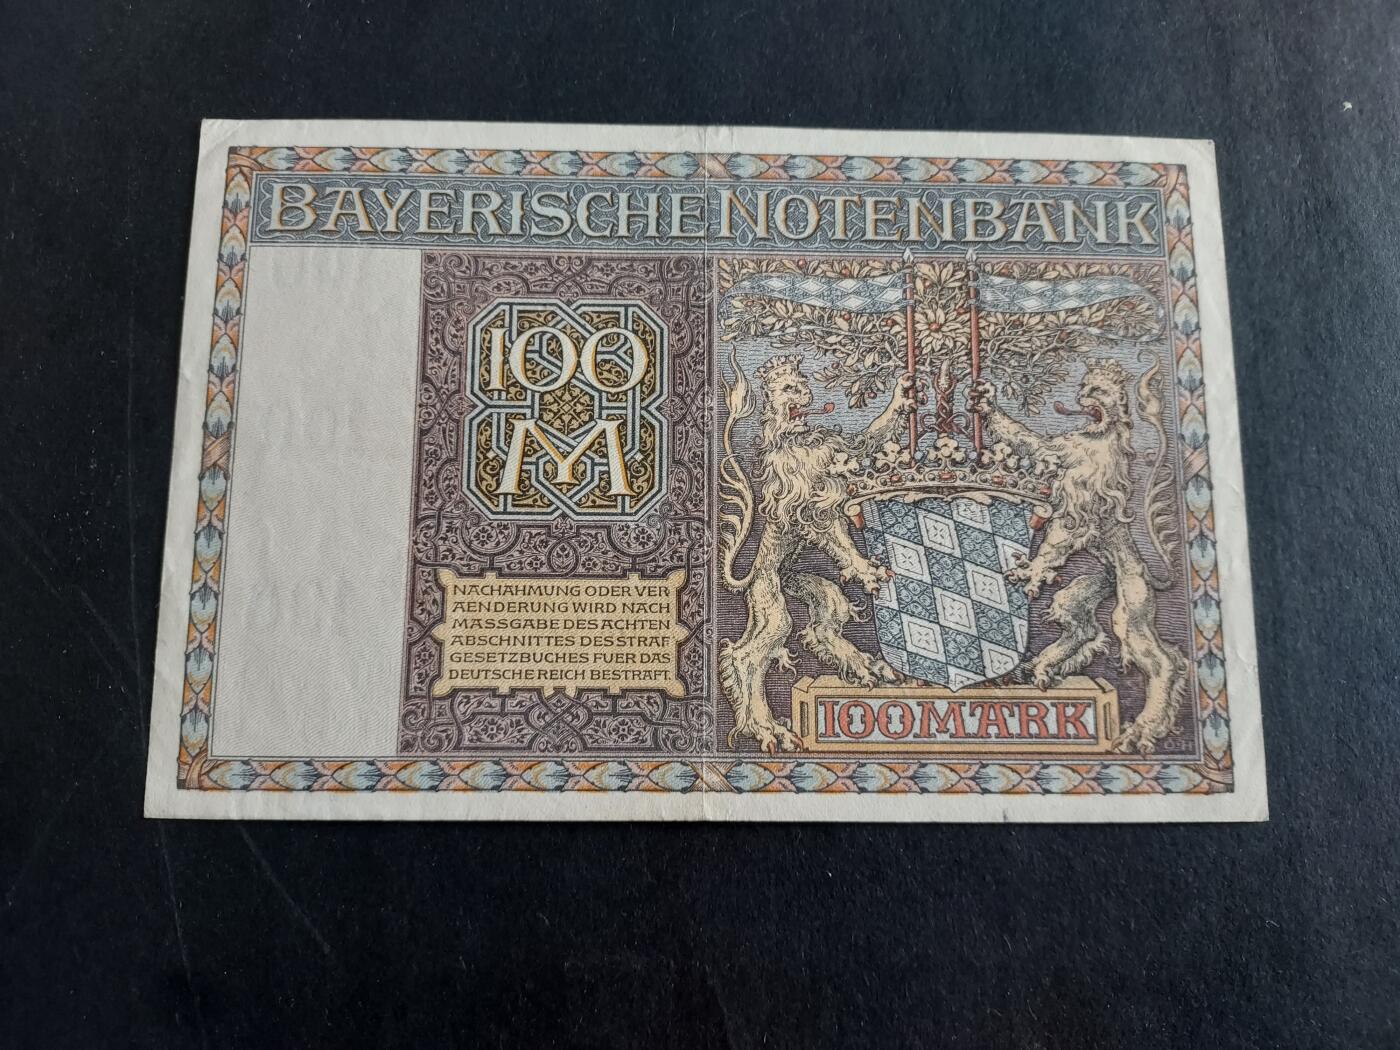 BAYERISCHE NOTENBANK
100
M
NACHAHMUNG ODER VER
AENDERUNG WIRD NACH
MASSGABE DES ACHTEN
ABSCHNITTES DES STRAF
GESETZBUCHES FUER DAS
DEUTSCHE REICH BESTRAFT.
100 MARK